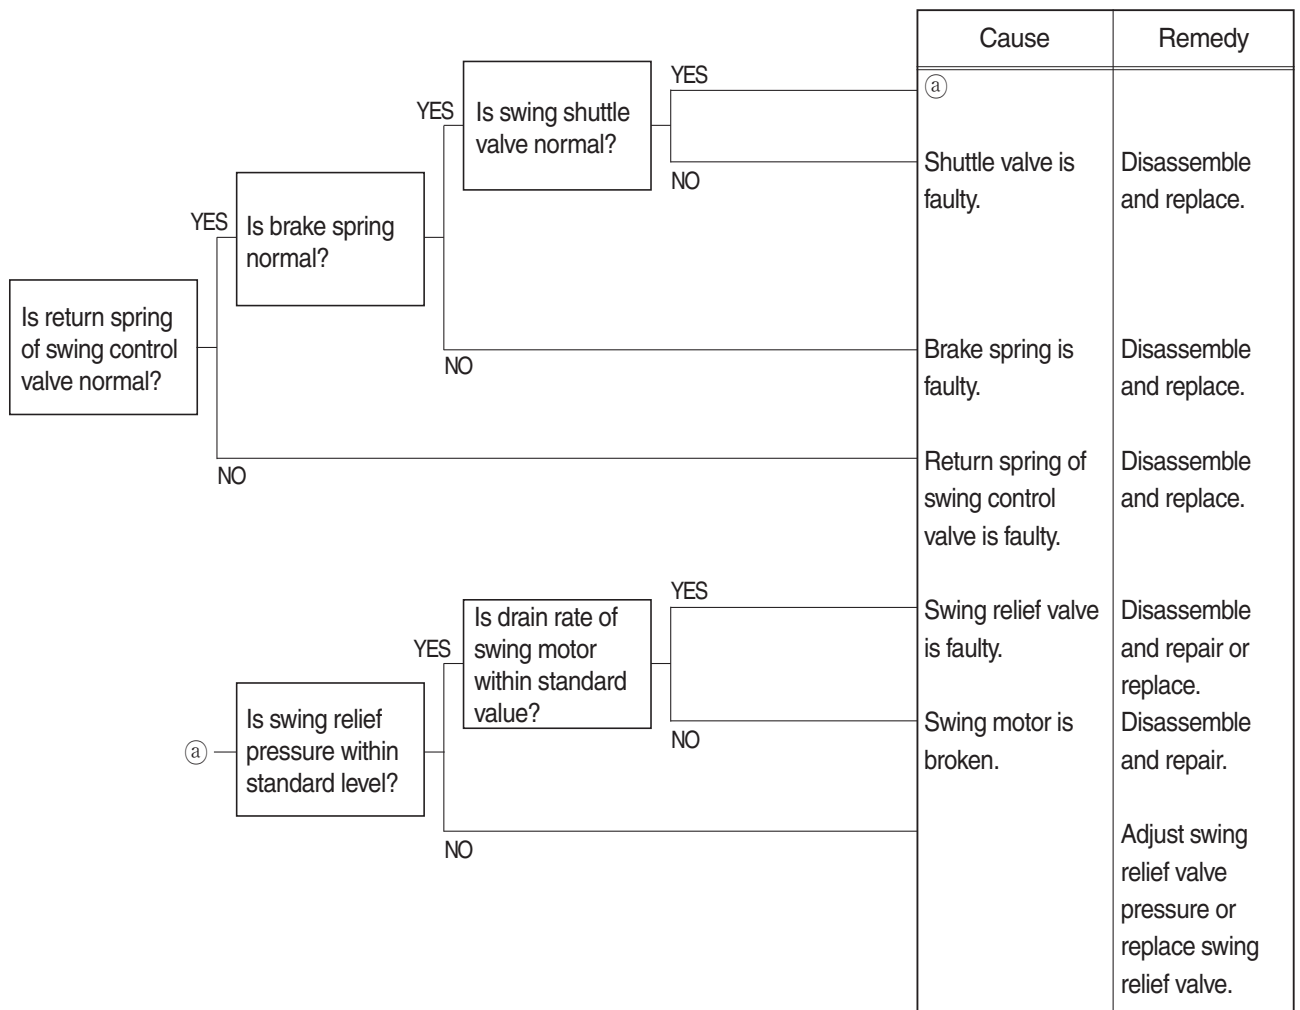 Cause
Remedy
YES
ⓐ
YES
Is swing shuttle
valve normal?
NO
Shuttle valve is
faulty.
Disassemble
and replace.
YES
Is brake spring
normal?
Is return spring
of swing control
valve normal?
NO
Brake spring is
faulty.
Disassemble
and replace.
NO
Return spring of
swing control
valve is faulty.
Disassemble
and replace.
YES
Is drain rate of
swing motor
within standard
value?
YES
Swing relief valve
is faulty.
Disassemble
and repair or
replace.
ⓐ
Is swing relief
pressure within
standard level?
NO
Swing motor is
broken.
Disassemble
and repair.
NO
Adjust swing
relief valve
pressure or
replace swing
relief valve.